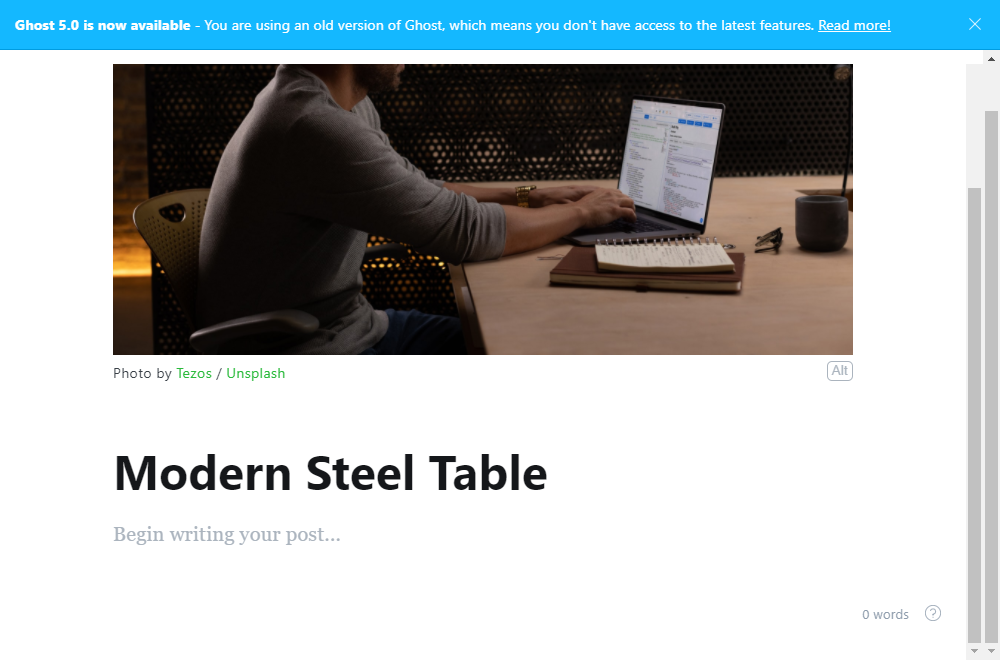 Ghost 5.0 is now available - You are using an old version of Ghost, which means you don't have access to the latest features. Read more!
Photo by Tezos / Unsplash
Alt
Modern Steel Table
Begin writing your post...
0 words